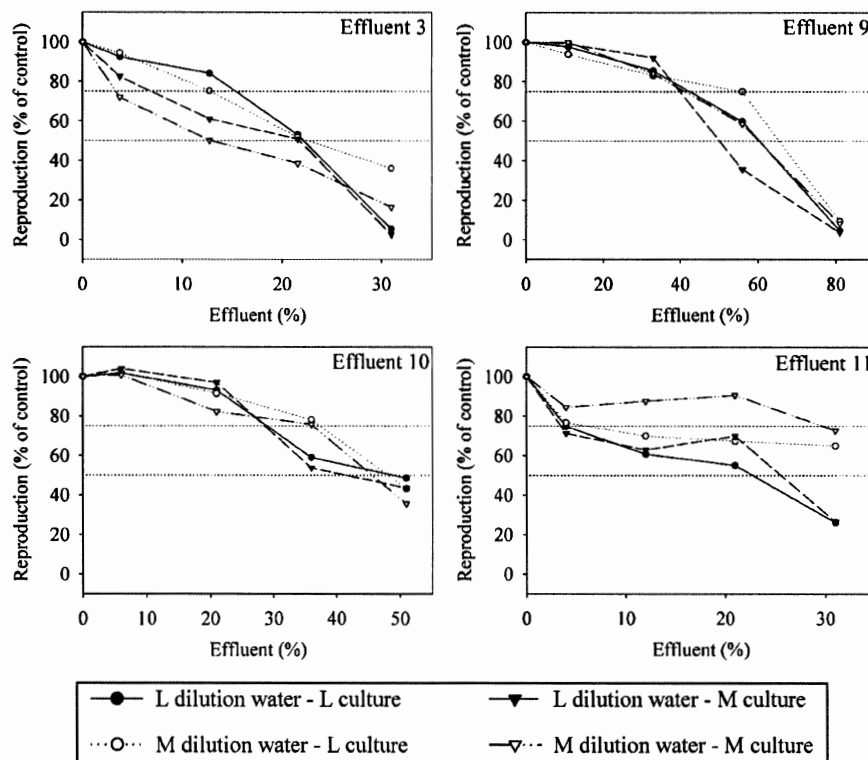 Effluent 3
Reproduction (% of control)
100
80
60
40
20
0
0 10 20 30
Effluent (%)
Effluent 9
Reproduction (% of control)
100
80
60
40
20
0
0 20 40 60 80
Effluent (%)
Effluent 10
Reproduction (% of control)
100
80
60
40
20
0
0 10 20 30 40 50
Effluent (%)
Effluent 11
Reproduction (% of control)
100
80
60
40
20
0
0 10 20 30
Effluent (%)
L dilution water - L culture
L dilution water - M culture
M dilution water - L culture
M dilution water - M culture